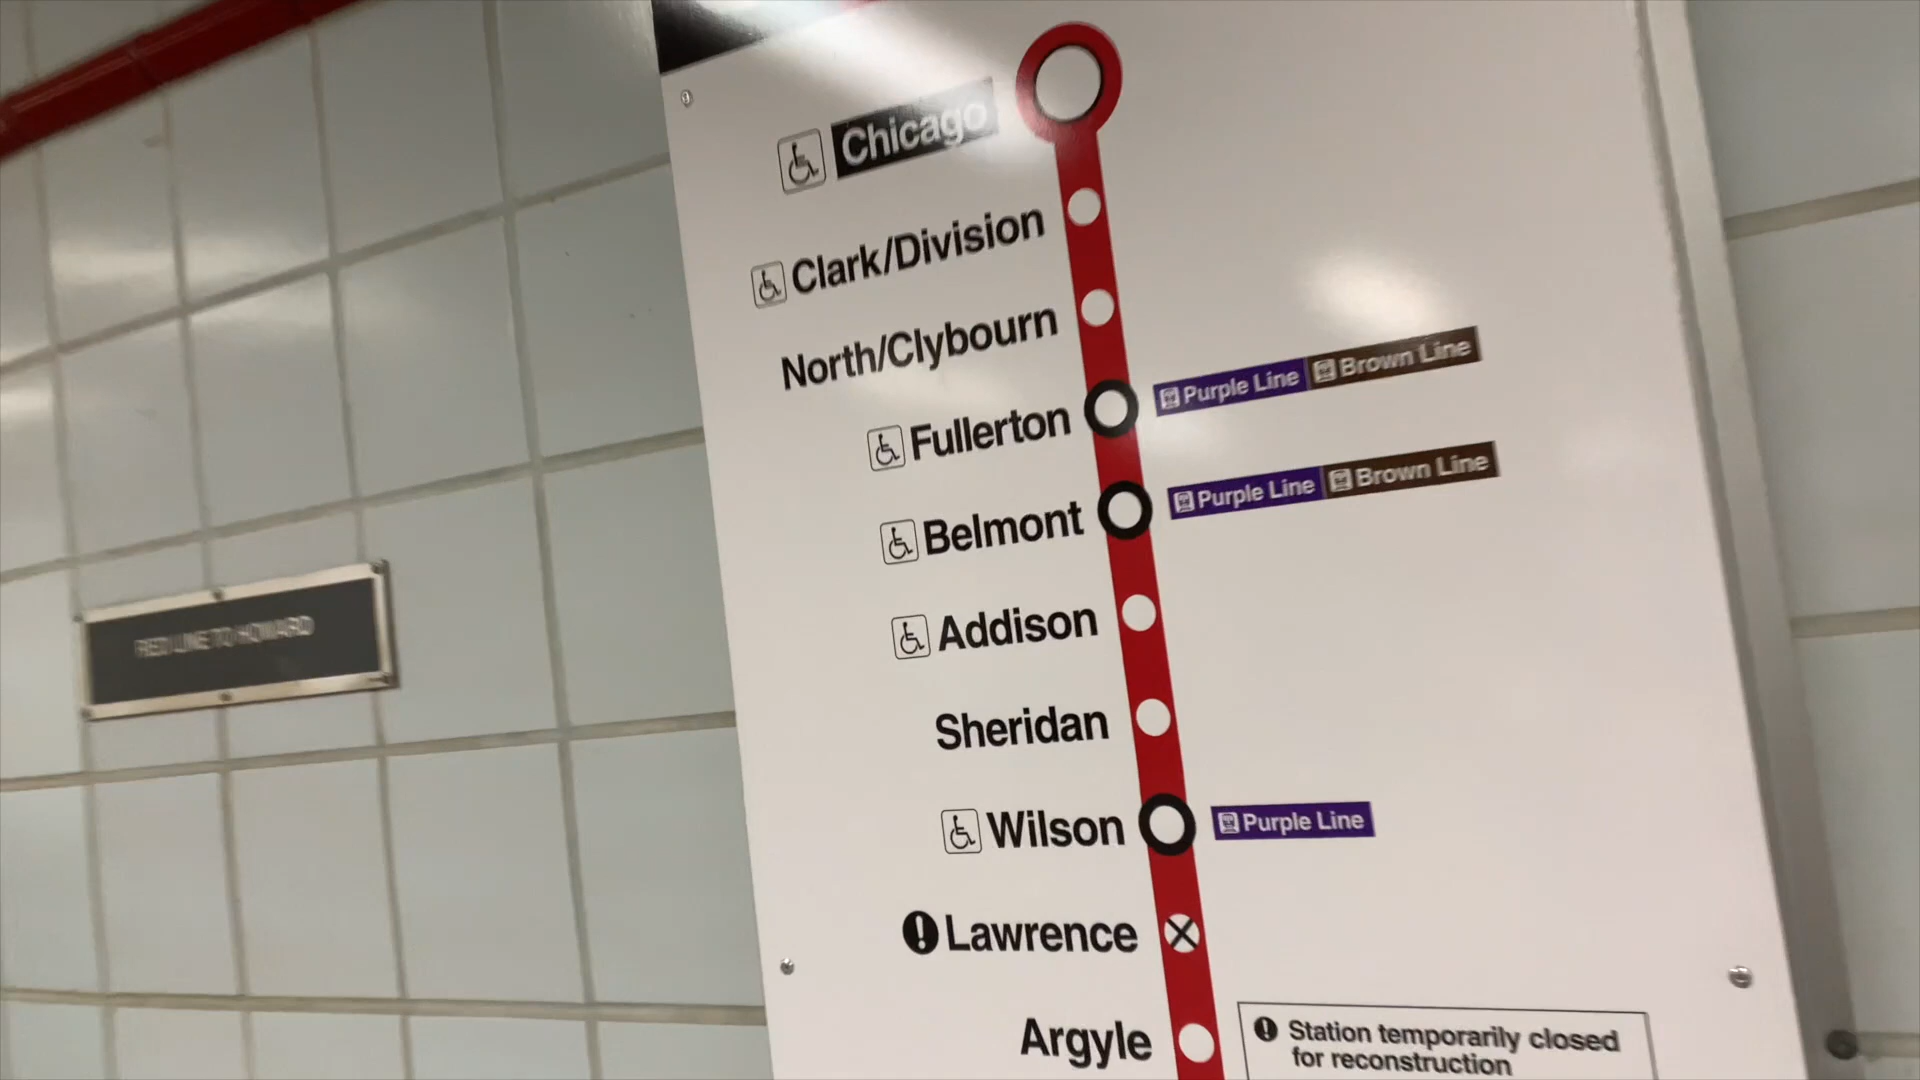 Chicago
Clark/Division
North/Clybourn
Fullerton
Purple Line
Brown Line
Belmont
Purple Line
Brown Line
Addison
RED LINE TO HOWARD
Sheridan
Wilson
Purple Line
Lawrence
Argyle
Station temporarily closed
for reconstruction